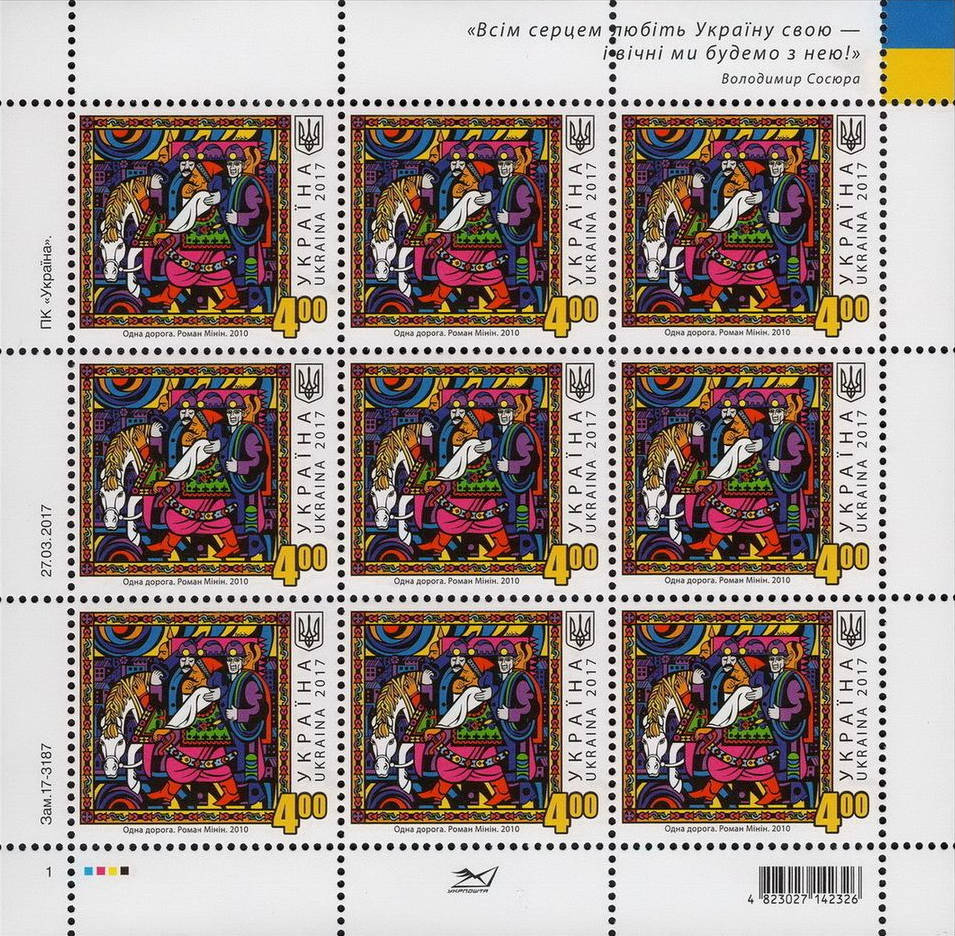 «Всім серцем любіть Україну свою —
і вічні ми будемо з нею!»
Володимир Сосюра
ПК «Україна».
УКРАЇНА
UKRAINA 2017
4.00
Одна дорога. Роман Мінін. 2010
УКРАЇНА
UKRAINA 2017
4.00
Одна дорога. Роман Мінін. 2010
УКРАЇНА
UKRAINA 2017
4.00
Одна дорога. Роман Мінін. 2010
27.03.2017
УКРАЇНА
UKRAINA 2017
4.00
Одна дорога. Роман Мінін. 2010
УКРАЇНА
UKRAINA 2017
4.00
Одна дорога. Роман Мінін. 2010
УКРАЇНА
UKRAINA 2017
4.00
Одна дорога. Роман Мінін. 2010
Зам.17-3187
УКРАЇНА
UKRAINA 2017
4.00
Одна дорога. Роман Мінін. 2010
УКРАЇНА
UKRAINA 2017
4.00
Одна дорога. Роман Мінін. 2010
УКРАЇНА
UKRAINA 2017
4.00
Одна дорога. Роман Мінін. 2010
1
УКРПОШТА
4 823027 142326